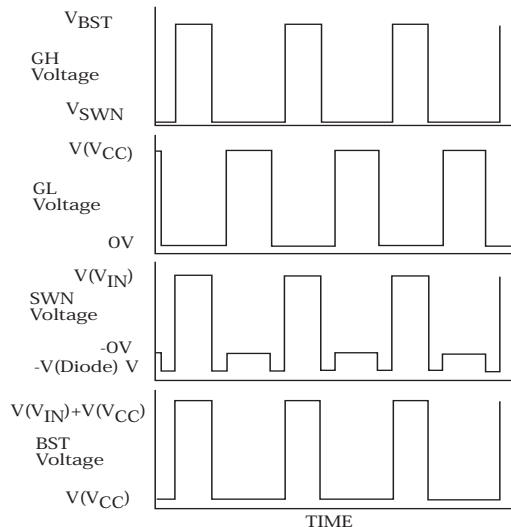 VBST
GH
Voltage
VSWN
V(VCC)
GL
Voltage
0V
V(VIN)
SWN
Voltage
-0V
-V(Diode) V
V(VIN)+V(VCC)
BST
Voltage
V(VCC)
TIME